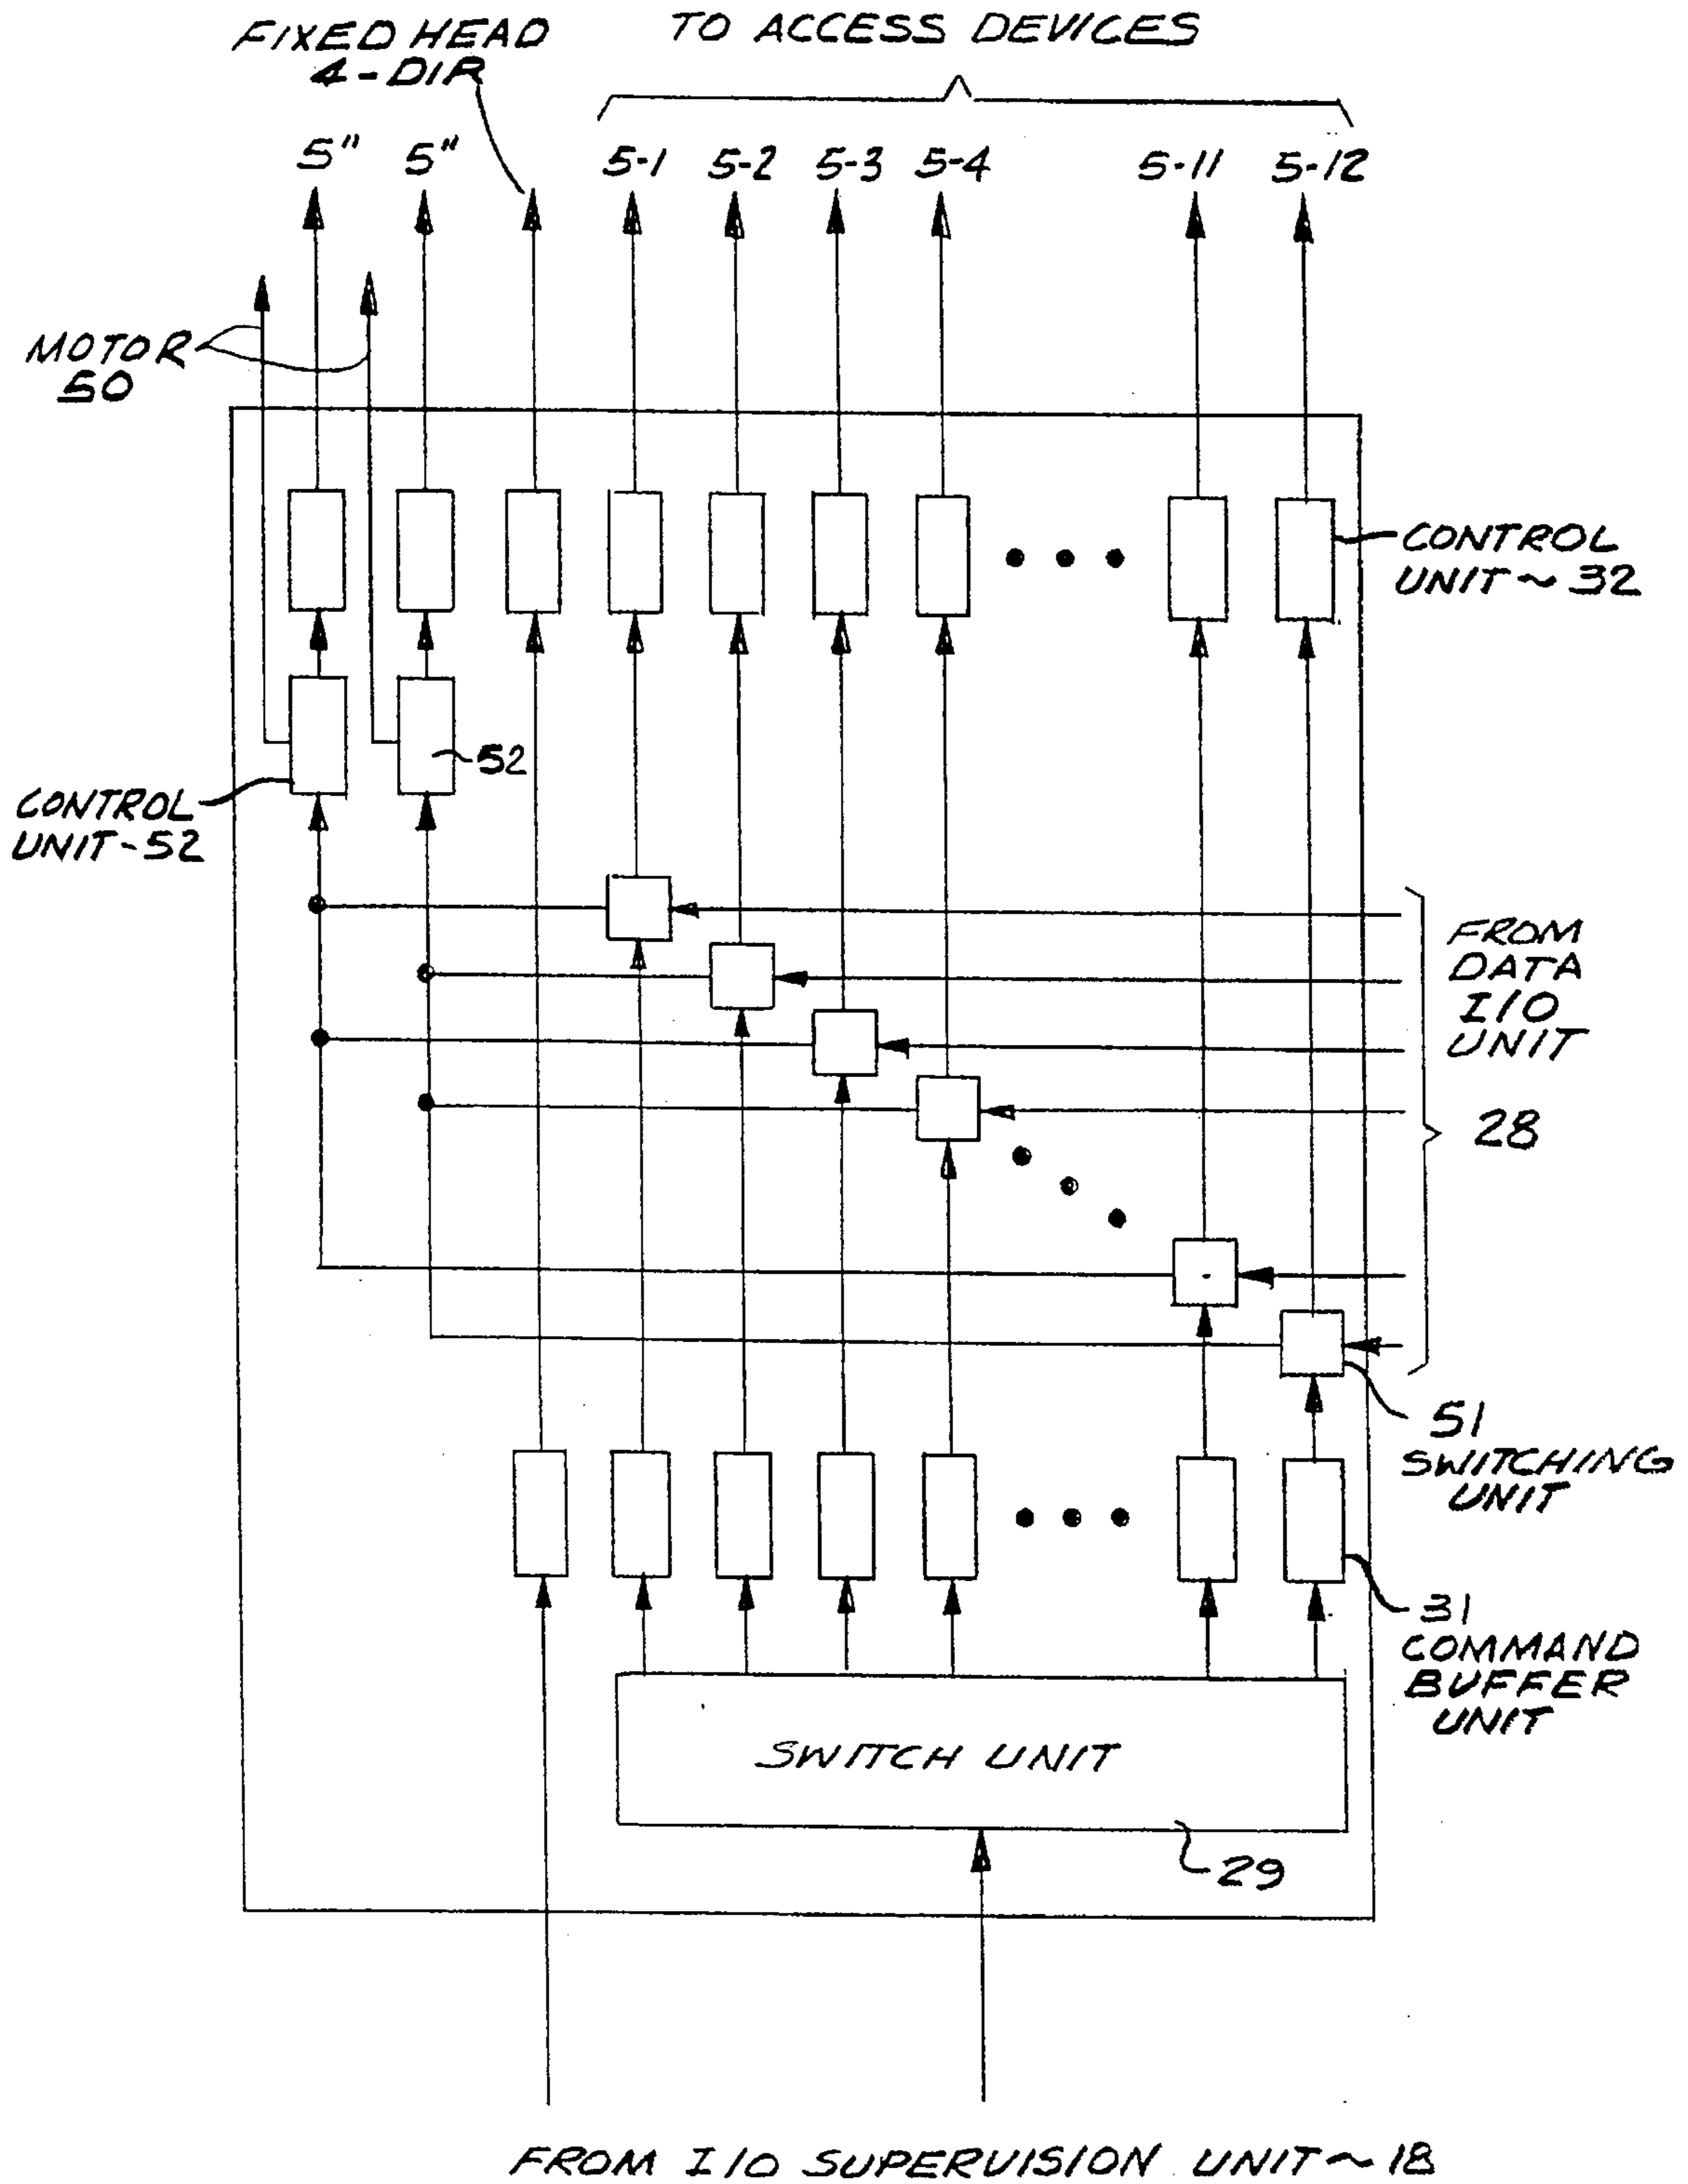 FIXED HEAD
4-DIR
TO ACCESS DEVICES
5"
5"
5-1
5-2
5-3
5-4
5-11
5-12
MOTOR
50
CONTROL
UNIT~32
52
CONTROL
UNIT-52
FROM
DATA
I/O
UNIT
28
51
SWITCHING
UNIT
31
COMMAND
BUFFER
UNIT
SWITCH UNIT
29
FROM I/O SUPERVISION UNIT~18